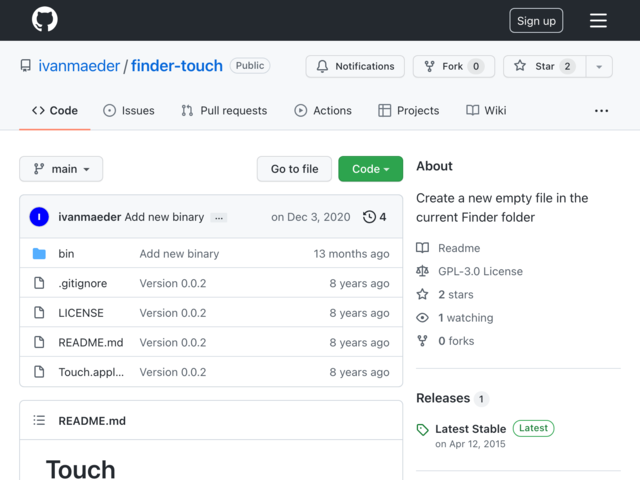 Sign up
ivanmaeder / finder-touch Public
Notifications Fork 0 Star 2
Code Issues Pull requests Actions Projects Wiki ...
main Go to file Code
ivanmaeder Add new binary ... on Dec 3, 2020 4
bin Add new binary 13 months ago
.gitignore Version 0.0.2 8 years ago
LICENSE Version 0.0.2 8 years ago
README.md Version 0.0.2 8 years ago
Touch.appl... Version 0.0.2 8 years ago
README.md
Touch
About
Create a new empty file in the
current Finder folder
Readme
GPL-3.0 License
2 stars
1 watching
0 forks
Releases 1
Latest Stable Latest
on Apr 12, 2015